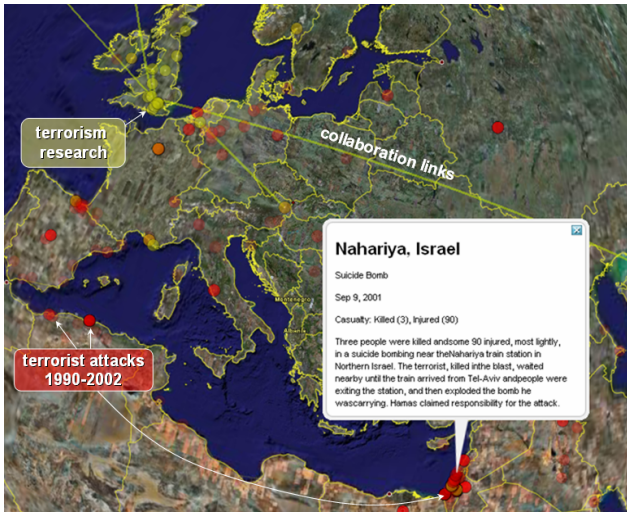 terrorism
research
collaboration links
Nahariya, Israel
Suicide Bomb
Sep 9, 2001
Casualty: Killed (3), Injured (90)
Three people were killed andsome 90 injured, most lightly,
in a suicide bombing near theNahariya train station in
Northern Israel. The terrorist, killed inthe blast, waited
nearby until the train arrived from Tel-Aviv andpeople were
exiting the station, and then exploded the bomb he
wascarrying. Hamas claimed responsibility for the attack.
Montenegro
Albania
terrorist attacks
1990-2002